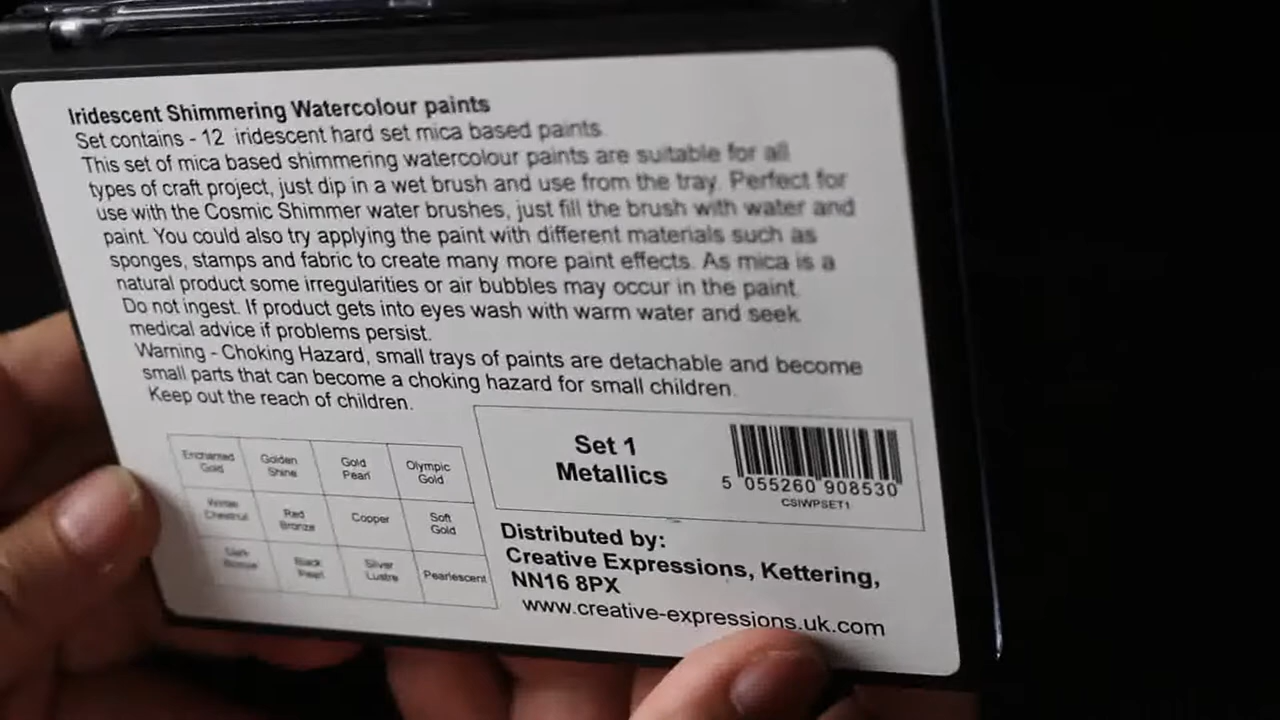 Iridescent Shimmering Watercolour paints
Set contains - 12 iridescent hard set mica based paints
This set of mica based shimmering watercolour paints are suitable for all
types of craft project, just dip in a wet brush and use from the tray. Perfect for
use with the Cosmic Shimmer water brushes, just fill the brush with water and
paint. You could also try applying the paint with different materials such as
sponges, stamps and fabric to create many more paint effects. As mica is a
natural product some irregularities or air bubbles may occur in the paint.
Do not ingest. If product gets into eyes wash with warm water and seek
medical advice if problems persist.
Warning - Choking Hazard, small trays of paints are detachable and become
small parts that can become a choking hazard for small children.
Keep out the reach of children.
Enchanted
Gold
Golden
Shine
Gold
Pearl
Olympic
Gold
Chestnut
Red
Bronze
Copper
Soft
Gold
Bronze
Black
Pearl
Silver
Lustre
Pearlescent
Set 1
Metallics
5 055260 908530
CSIWPSET1
Distributed by:
Creative Expressions, Kettering,
NN16 8PX
www.creative-expressions.uk.com